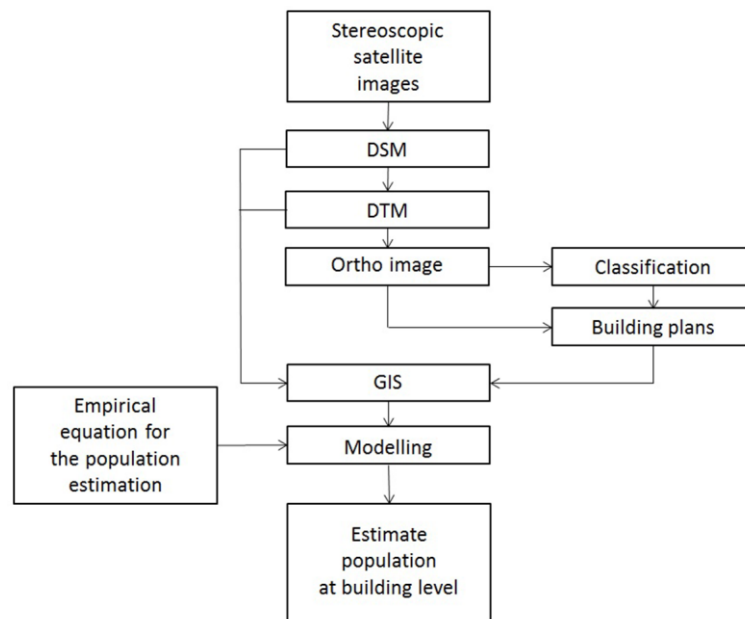 Stereoscopic
satellite
images
DSM
DTM
Ortho image
Classification
Building plans
GIS
Empirical
equation for
the population
estimation
Modelling
Estimate
population
at building level